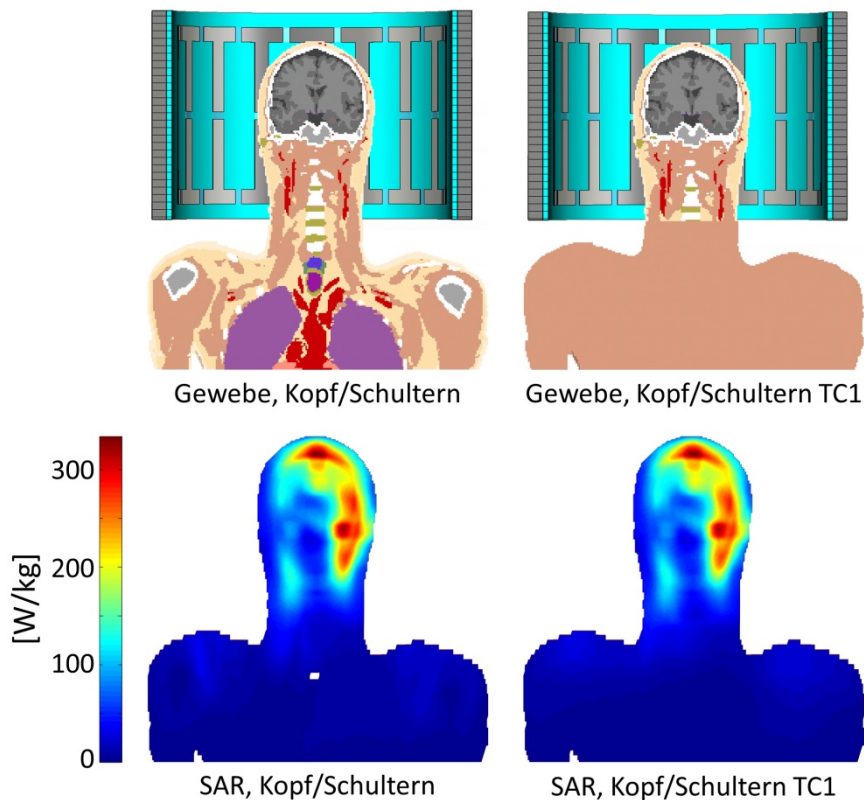 Gewebe, Kopf/Schultern
Gewebe, Kopf/Schultern TC1
[W/kg]
300
200
100
0
SAR, Kopf/Schultern
SAR, Kopf/Schultern TC1